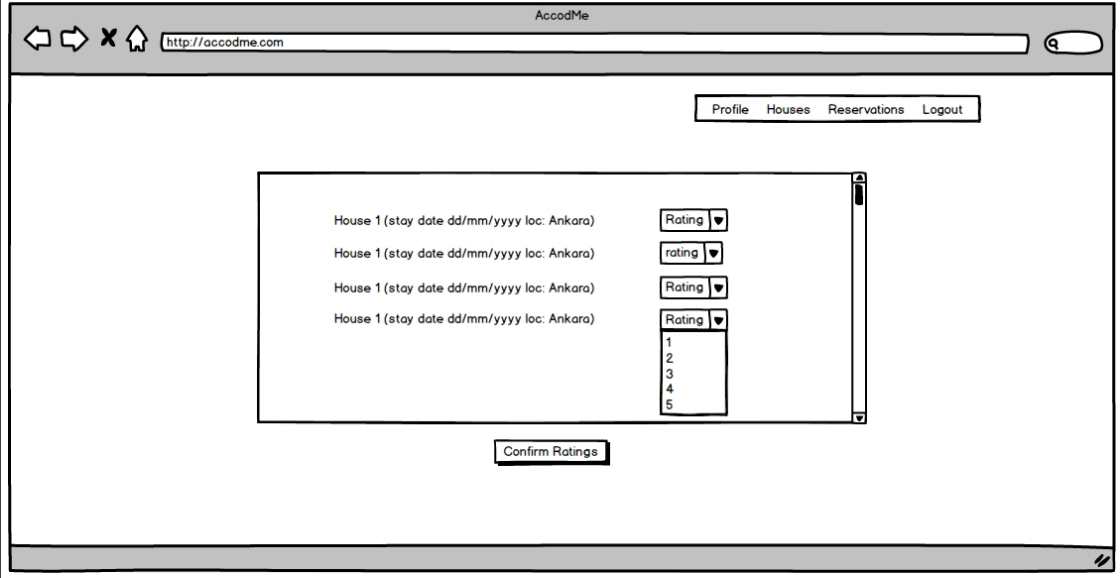 AccodMe
http://accodme.com
Profile Houses Reservations Logout
House 1 (stay date dd/mm/yyyy loc: Ankara) Rating
House 1 (stay date dd/mm/yyyy loc: Ankara) rating
House 1 (stay date dd/mm/yyyy loc: Ankara) Rating
House 1 (stay date dd/mm/yyyy loc: Ankara) Rating
1
2
3
4
5
Confirm Ratings